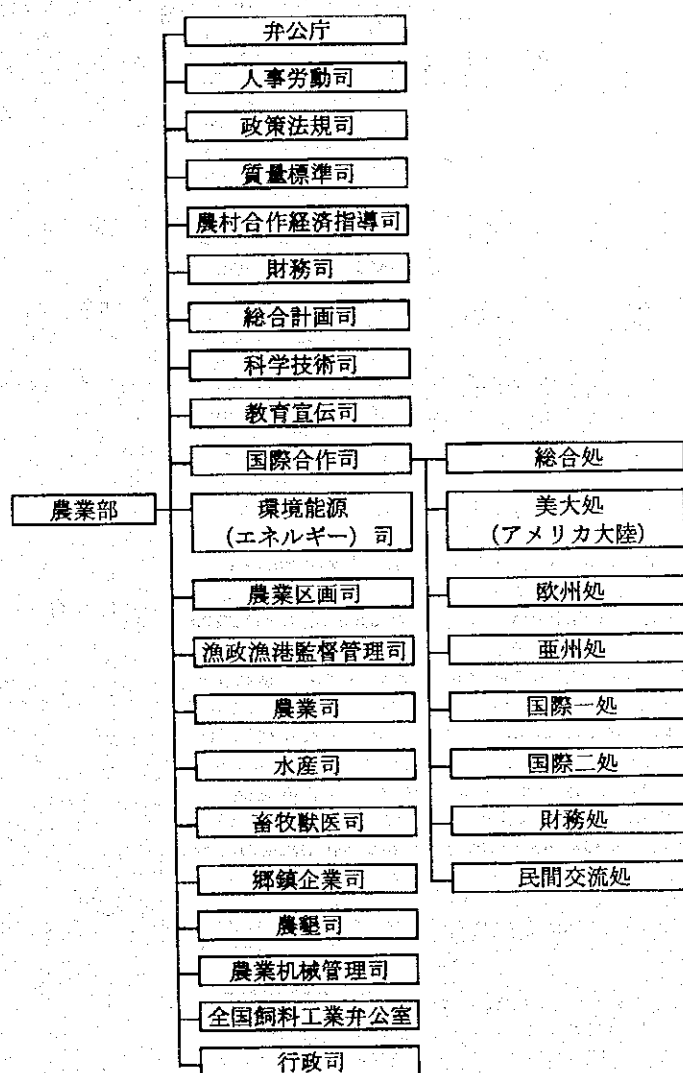 農業部
弁公庁
人事労動司
政策法規司
質量標準司
農村合作経済指導司
財務司
総合計画司
科学技術司
教育宣伝司
国際合作司
環境能源
(エネルギー) 司
農業区画司
漁政漁港監督管理司
農業司
水産司
畜牧獣医司
郷鎮企業司
農墾司
農業机械管理司
全国飼料工業弁公室
行政司
総合処
美大処
(アメリカ大陸)
欧州処
亜州処
国際一処
国際二処
財務処
民間交流処